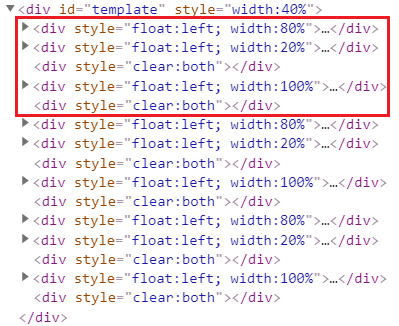 ▼<div id="template" style="width:40%">
▶<div style="float:left; width:80%">…</div>
▶<div style="float:left; width:20%">…</div>
<div style="clear:both"></div>
▶<div style="float:left; width:100%">…</div>
<div style="clear:both"></div>
▶<div style="float:left; width:80%">…</div>
▶<div style="float:left; width:20%">…</div>
<div style="clear:both"></div>
▶<div style="float:left; width:100%">…</div>
<div style="clear:both"></div>
▶<div style="float:left; width:80%">…</div>
▶<div style="float:left; width:20%">…</div>
<div style="clear:both"></div>
▶<div style="float:left; width:100%">…</div>
<div style="clear:both"></div>
</div>